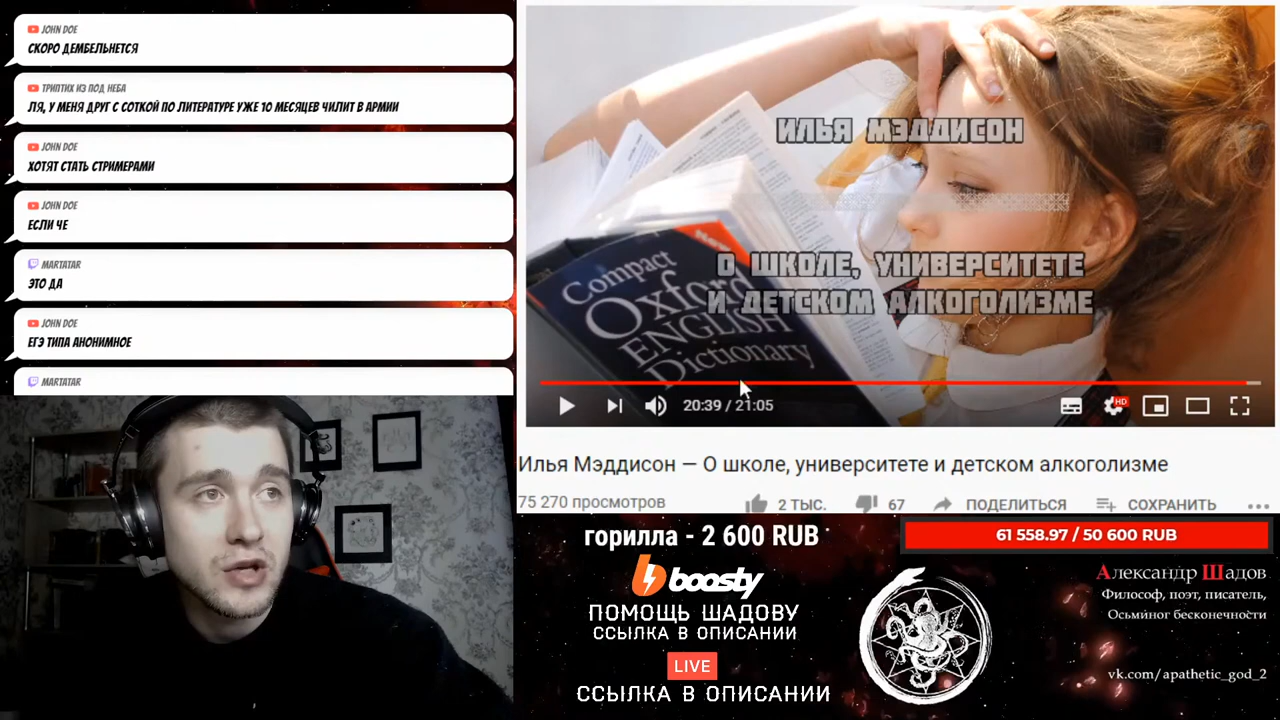 JOHN DOE
СКОРО ДЕМБЕЛЬНЕТСЯ
ТРИПТИХ ИЗ ПОД НЕБА
ЛЯ, У МЕНЯ ДРУГ С СОТКОЙ ПО ЛИТЕРАТУРЕ УЖЕ 10 МЕСЯЦЕВ ЧИЛИТ В АРМИИ
JOHN DOE
ХОТЯТ СТАТЬ СТРИМЕРАМИ
JOHN DOE
ЕСЛИ ЧЕ
MARTATAR
ЭТО ДА
JOHN DOE
ЕГЭ ТИПА АНОНИМНОЕ
MARTATAR
ИЛЬЯ МЭДДИСОН
О ШКОЛЕ, УНИВЕРСИТЕТЕ
И ДЕТСКОМ АЛКОГОЛИЗМЕ
New
Compact
Oxford
ENGLISH
Dictionary
20:39 / 21:05
HD
Илья Мэддисон — О школе, университете и детском алкоголизме
75 270 просмотров
2 ТЫС.
67
ПОДЕЛИТЬСЯ
СОХРАНИТЬ
горилла - 2 600 RUB
boosty
ПОМОЩЬ ШАДОВУ
ССЫЛКА В ОПИСАНИИ
LIVE
ССЫЛКА В ОПИСАНИИ
61 558.97 / 50 600 RUB
Александр Шадов
Философ, поэт, писатель,
Осьминог бесконечности
vk.com/apathetic_god_2